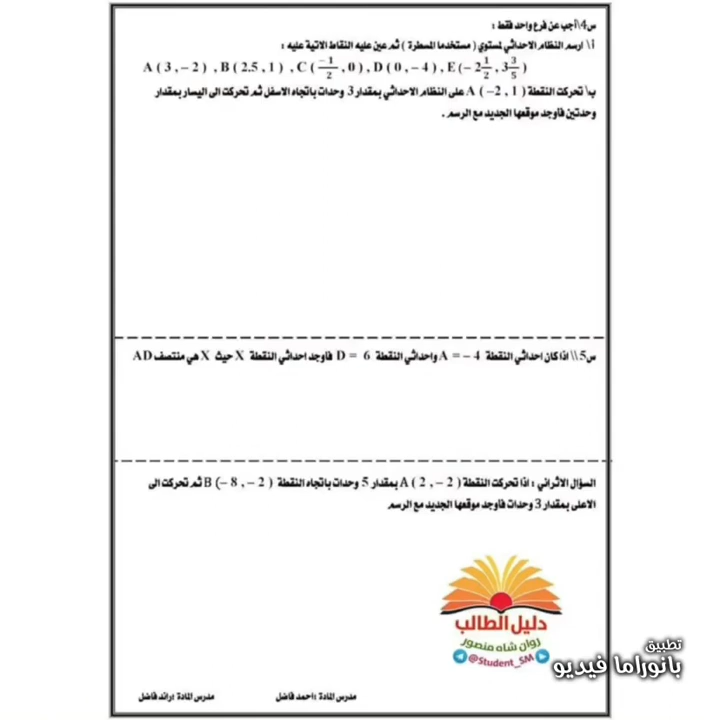 س4\أجب عن فرع واحد فقط :
أ\ ارسم النظام الاحداثي لمستوي ( مستخدما المسطرة ) ثم عين عليه النقاط الاتية عليه :
A ( 3 , – 2 ) , B ( 2.5 , 1 ) , C ( –1/2 , 0 ) , D ( 0 , – 4 ) , E (– 2 1/2 , 3 3/5 )
ب\ تحركت النقطة A ( –2 , 1 ) على النظام الاحداثي بمقدار 3 وحدات باتجاه الاسفل ثم تحركت الى اليسار بمقدار
وحدتين فأوجد موقعها الجديد مع الرسم .
س5\\ اذا كان احداثي النقطة A = – 4 واحداثي النقطة D = 6 فأوجد احداثي النقطة X حيث X هي منتصف AD
السؤال الاثرائي : اذا تحركت النقطة A ( 2 , – 2 ) بمقدار 5 وحدات باتجاه النقطة B (– 8 , – 2 ) ثم تحركت الى
الاعلى بمقدار 3 وحدات فأوجد موقعها الجديد مع الرسم
دليل الطالب
روان شاه منصور
@Student_SM
تطبيق
بانوراما فيديو
مدرس المادة :احمد فاضل
مدرس المادة :رائد فاضل